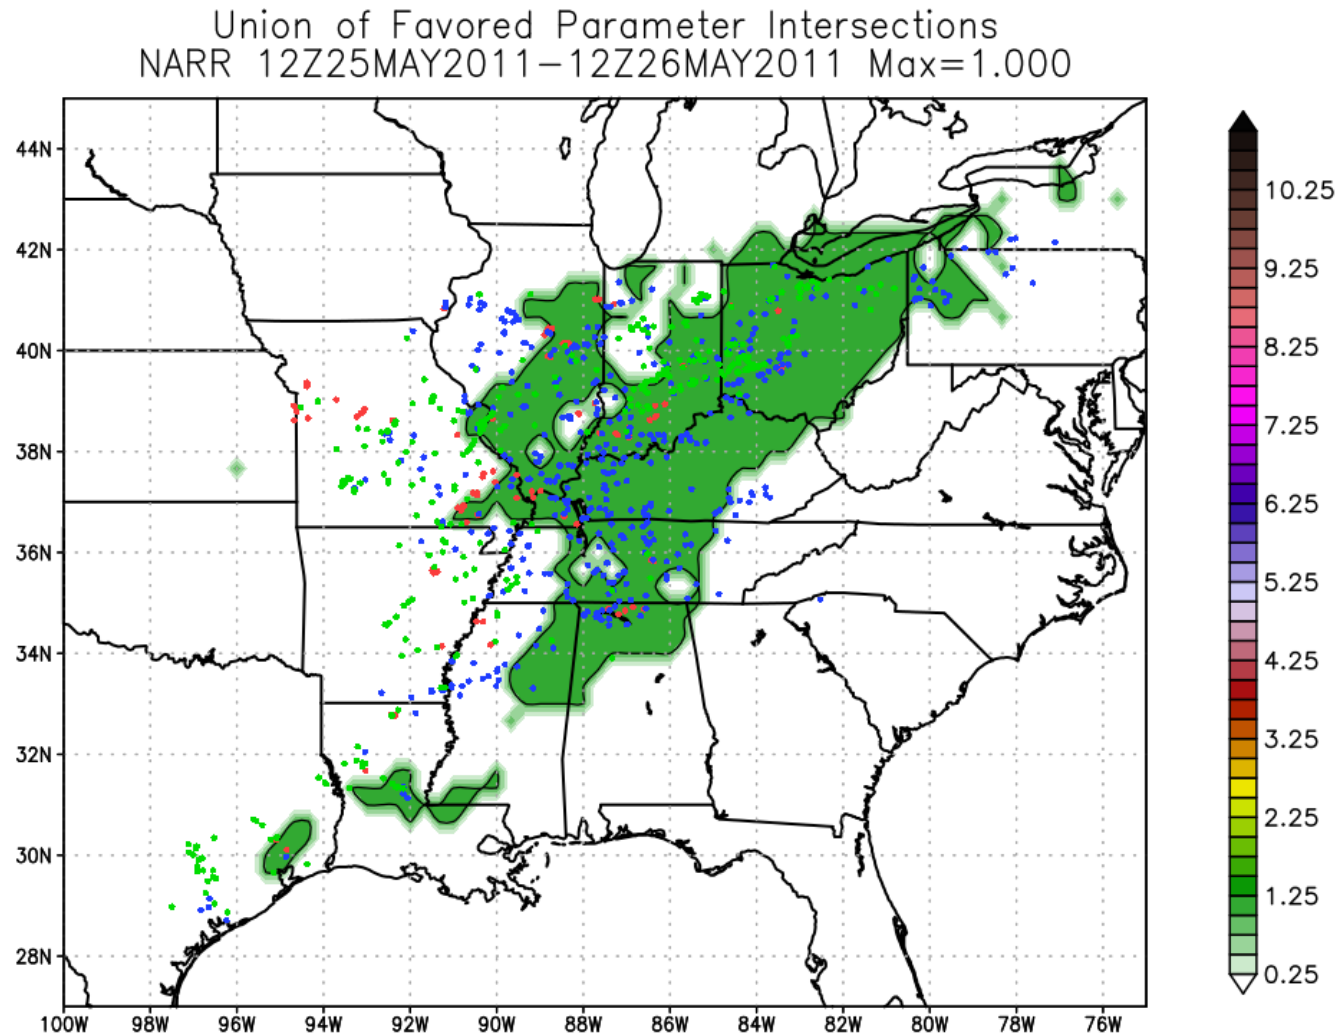 Union of Favored Parameter Intersections
NARR 12Z25MAY2011-12Z26MAY2011 Max=1.000
44N
42N
40N
38N
36N
34N
32N
30N
28N
100W 98W 96W 94W 92W 90W 88W 86W 84W 82W 80W 78W 76W
10.25
9.25
8.25
7.25
6.25
5.25
4.25
3.25
2.25
1.25
0.25